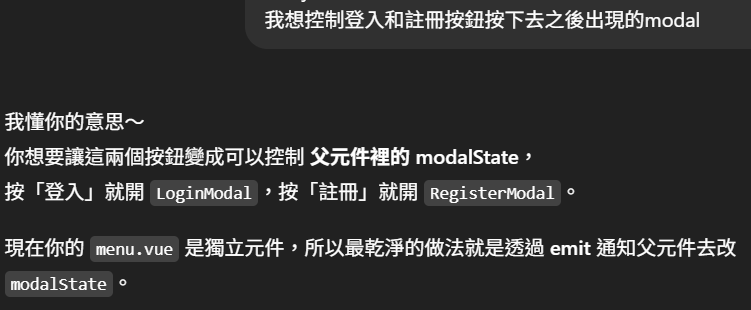 我想控制登入和註冊按鈕按下去之後出現的modal
我懂你的意思～
你想要讓這兩個按鈕變成可以控制 父元件裡的 modalState，
按「登入」就開 LoginModal，按「註冊」就開 RegisterModal。
現在你的 menu.vue 是獨立元件，所以最乾淨的做法就是透過 emit 通知父元件去改
modalState。